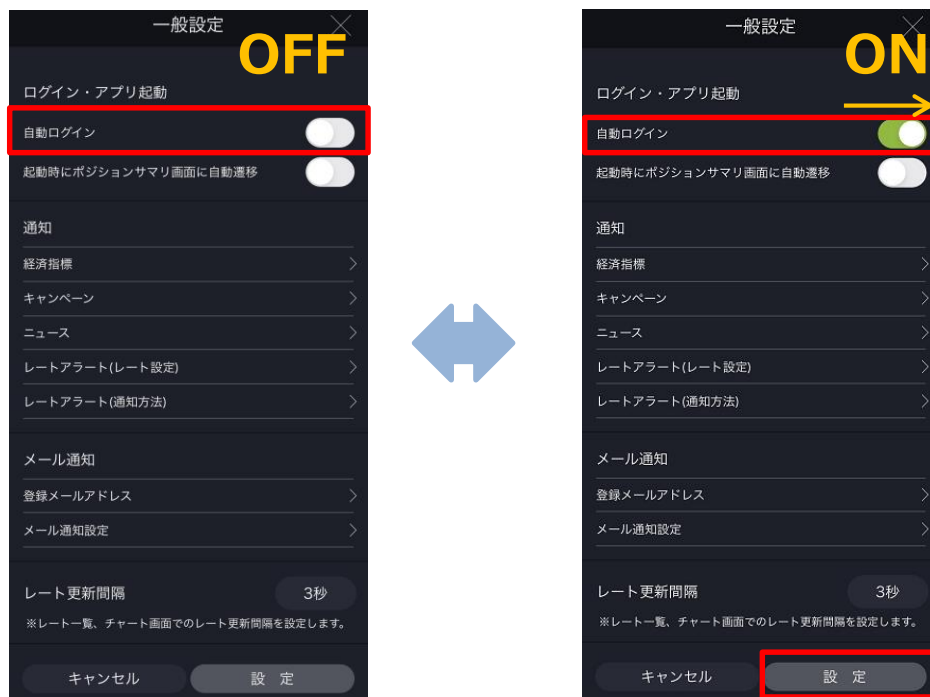 一般設定
OFF
ログイン・アプリ起動
自動ログイン
起動時にポジションサマリ画面に自動遷移
通知
経済指標
キャンペーン
ニュース
レートアラート(レート設定)
レートアラート(通知方法)
メール通知
登録メールアドレス
メール通知設定
レート更新間隔
3秒
※レート一覧、チャート画面でのレート更新間隔を設定します。
キャンセル
設 定
一般設定
ON
ログイン・アプリ起動
自動ログイン
起動時にポジションサマリ画面に自動遷移
通知
経済指標
キャンペーン
ニュース
レートアラート(レート設定)
レートアラート(通知方法)
メール通知
登録メールアドレス
メール通知設定
レート更新間隔
3秒
※レート一覧、チャート画面でのレート更新間隔を設定します。
キャンセル
設 定